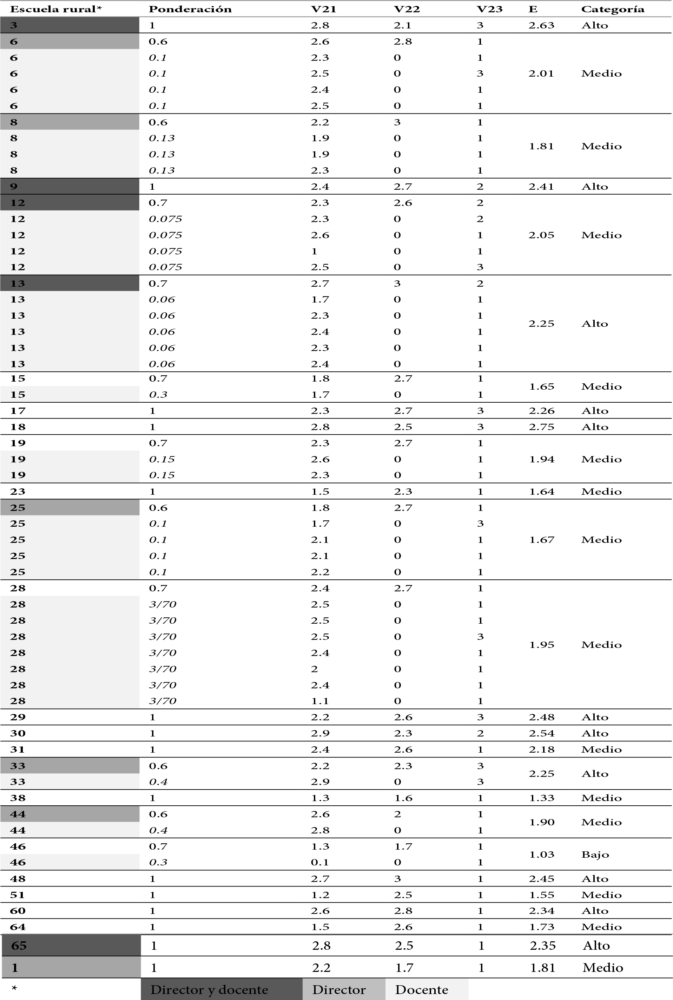 Escuela rural* Ponderación V21 V22 V23 E Categoría
3 1 2.8 2.1 3 2.63 Alto
6 0.6 2.6 2.8 1
6 0.1 2.3 0 1
6 0.1 2.5 0 3 2.01 Medio
6 0.1 2.4 0 1
6 0.1 2.5 0 1
8 0.6 2.2 3 1
8 0.13 1.9 0 1
1.81 Medio
8 0.13 1.9 0 1
8 0.13 2.3 0 1
9 1 2.4 2.7 2 2.41 Alto
12 0.7 2.3 2.6 2
12 0.075 2.3 0 2
12 0.075 2.6 0 1 2.05 Medio
12 0.075 1 0 1
12 0.075 2.5 0 3
13 0.7 2.7 3 2
13 0.06 1.7 0 1
13 0.06 2.3 0 1
2.25 Alto
13 0.06 2.4 0 1
13 0.06 2.3 0 1
13 0.06 2.4 0 1
15 0.7 1.8 2.7 1
1.65 Medio
15 0.3 1.7 0 1
17 1 2.3 2.7 3 2.26 Alto
18 1 2.8 2.5 3 2.75 Alto
19 0.7 2.3 2.7 1
19 0.15 2.6 0 1 1.94 Medio
19 0.15 2.3 0 1
23 1 1.5 2.3 1 1.64 Medio
25 0.6 1.8 2.7 1
25 0.1 1.7 0 3
25 0.1 2.1 0 1 1.67 Medio
25 0.1 2.1 0 1
25 0.1 2.2 0 1
28 0.7 2.4 2.7 1
28 3/70 2.5 0 1
28 3/70 2.5 0 1
28 3/70 2.5 0 3
1.95 Medio
28 3/70 2.4 0 1
28 3/70 2 0 1
28 3/70 2.4 0 1
28 3/70 1.1 0 1
29 1 2.2 2.6 3 2.48 Alto
30 1 2.9 2.3 2 2.54 Alto
31 1 2.4 2.6 1 2.18 Medio
33 0.6 2.2 2.3 3
2.25 Alto
33 0.4 2.9 0 3
38 1 1.3 1.6 1 1.33 Medio
44 0.6 2.6 2 1
1.90 Medio
44 0.4 2.8 0 1
46 0.7 1.3 1.7 1
1.03 Bajo
46 0.3 0.1 0 1
48 1 2.7 3 1 2.45 Alto
51 1 1.2 2.5 1 1.55 Medio
60 1 2.6 2.8 1 2.34 Alto
64 1 1.5 2.6 1 1.73 Medio
65 1 2.8 2.5 1 2.35 Alto
1 1 2.2 1.7 1 1.81 Medio
* Director y docente Director Docente